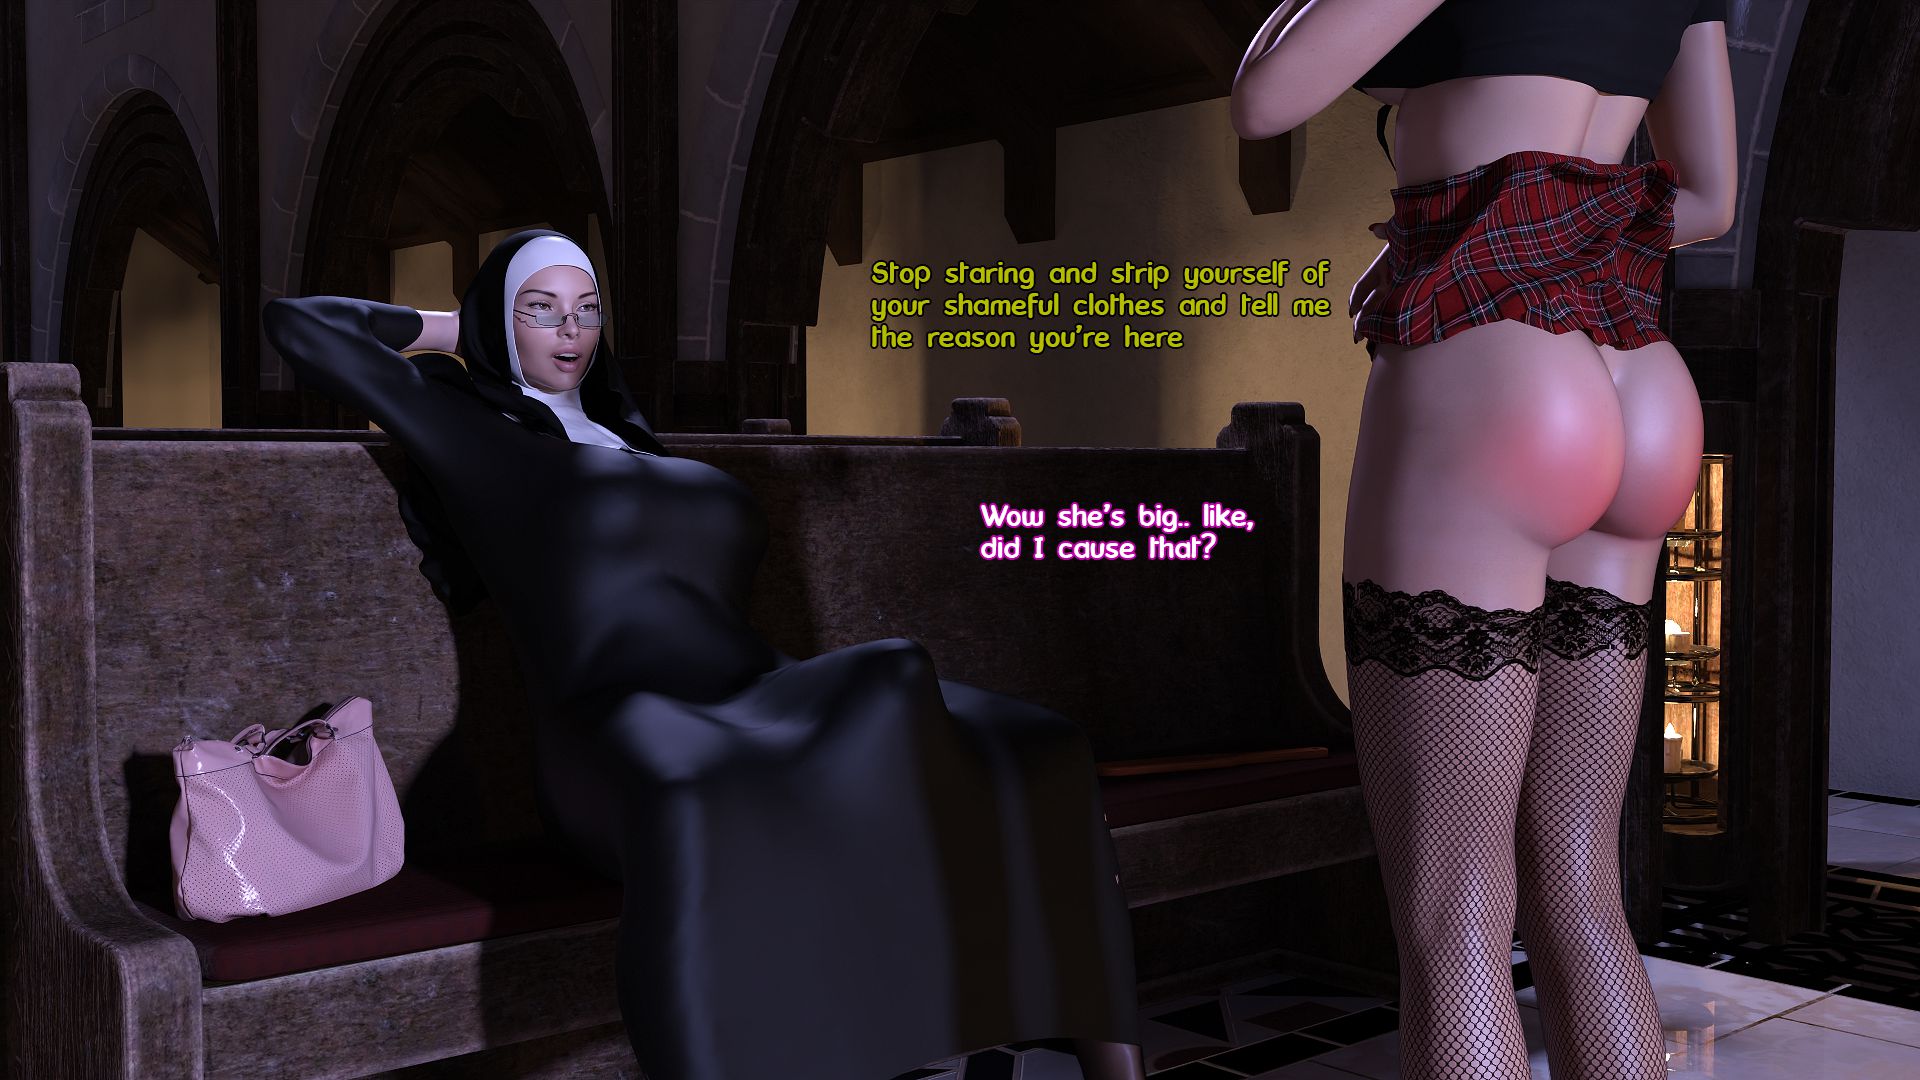 Stop staring and strip yourself of
your shameful clothes and tell me
the reason you're here
Wow she's big.. like,
did I cause that?